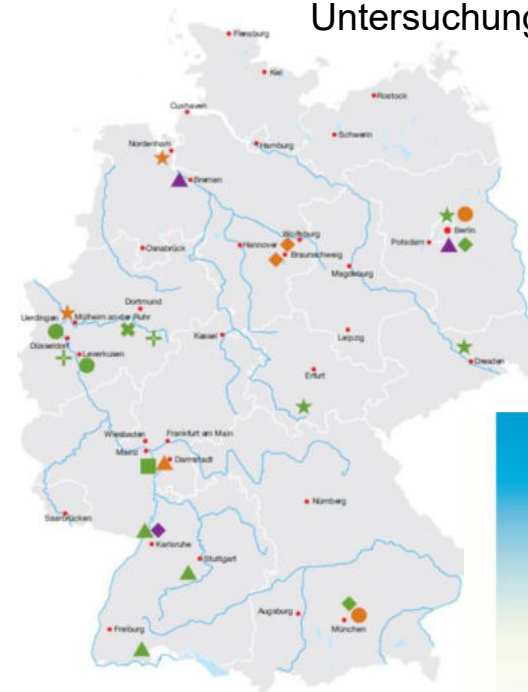 Untersuchung
Flensburg
Kiel
Rostock
Cuxhaven
Schwerin
Hamburg
Nordenham
Bremen
Wolfsburg
Berlin
Osnabrück
Hannover
Potsdam
Braunschweig
Magdeburg
Dortmund
Uerdingen
Mülheim an der Ruhr
Kassel
Leipzig
Düsseldorf
Leverkusen
Dresden
Erfurt
Wiesbaden
Frankfurt am Main
Mainz
Darmstadt
Nürnberg
Saarbrücken
Karlsruhe
Stuttgart
Augsburg
Freiburg
München